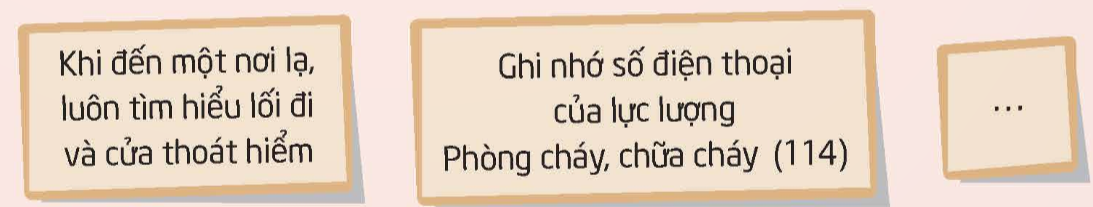 Khi đến một nơi lạ,
luôn tìm hiểu lối đi
và cửa thoát hiểm
Ghi nhớ số điện thoại
của lực lượng
Phòng cháy, chữa cháy (114)
...